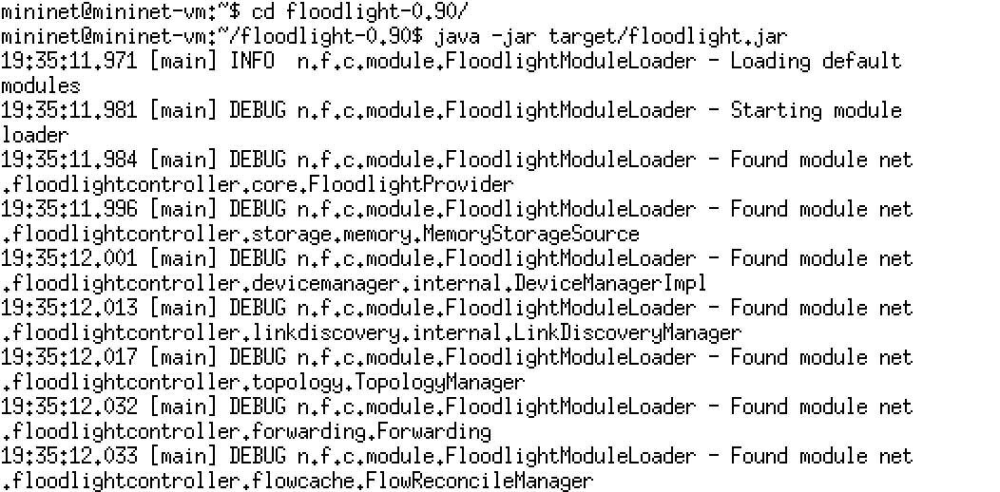 mininet@mininet-vm:~$ cd floodlight-0.90/
mininet@mininet-vm:~/floodlight-0.90$ java -jar target/floodlight.jar
19:35:11.971 [main] INFO  n.f.c.module.FloodlightModuleLoader - Loading default
modules
19:35:11.981 [main] DEBUG n.f.c.module.FloodlightModuleLoader - Starting module
loader
19:35:11.984 [main] DEBUG n.f.c.module.FloodlightModuleLoader - Found module net
.floodlightcontroller.core.FloodlightProvider
19:35:11.996 [main] DEBUG n.f.c.module.FloodlightModuleLoader - Found module net
.floodlightcontroller.storage.memory.MemoryStorageSource
19:35:12.001 [main] DEBUG n.f.c.module.FloodlightModuleLoader - Found module net
.floodlightcontroller.devicemanager.internal.DeviceManagerImpl
19:35:12.013 [main] DEBUG n.f.c.module.FloodlightModuleLoader - Found module net
.floodlightcontroller.linkdiscovery.internal.LinkDiscoveryManager
19:35:12.017 [main] DEBUG n.f.c.module.FloodlightModuleLoader - Found module net
.floodlightcontroller.topology.TopologyManager
19:35:12.032 [main] DEBUG n.f.c.module.FloodlightModuleLoader - Found module net
.floodlightcontroller.forwarding.Forwarding
19:35:12.033 [main] DEBUG n.f.c.module.FloodlightModuleLoader - Found module net
.floodlightcontroller.flowcache.FlowReconcileManager